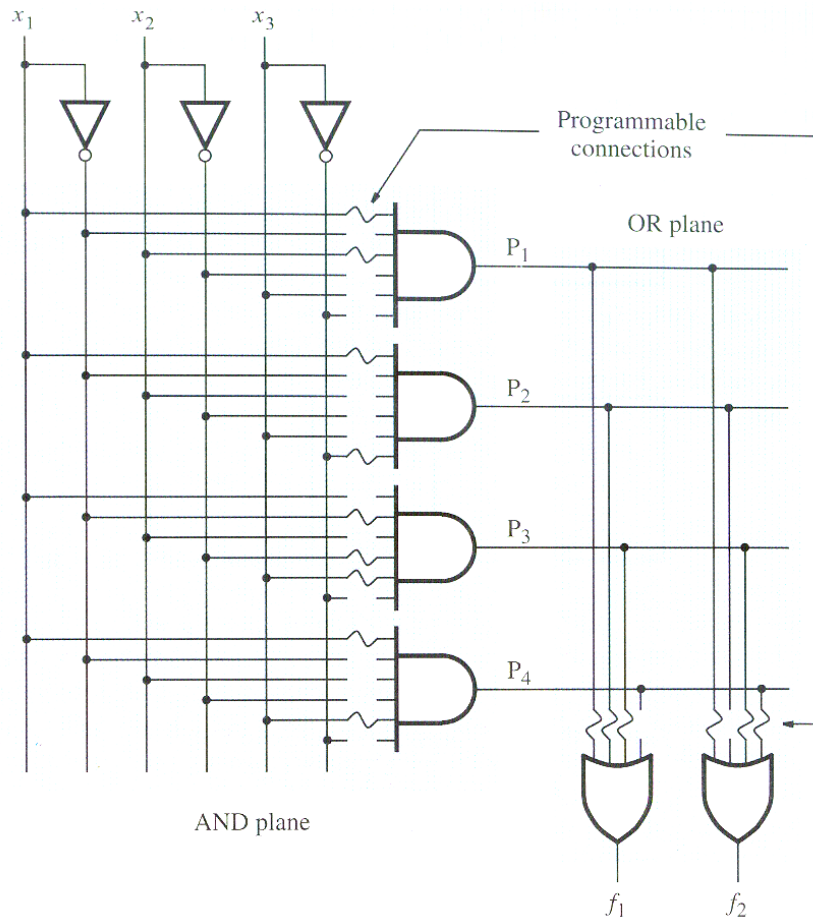 x₁ x₂ x₃
Programmable
connections
OR plane
P₁
P₂
P₃
P₄
AND plane
f₁ f₂